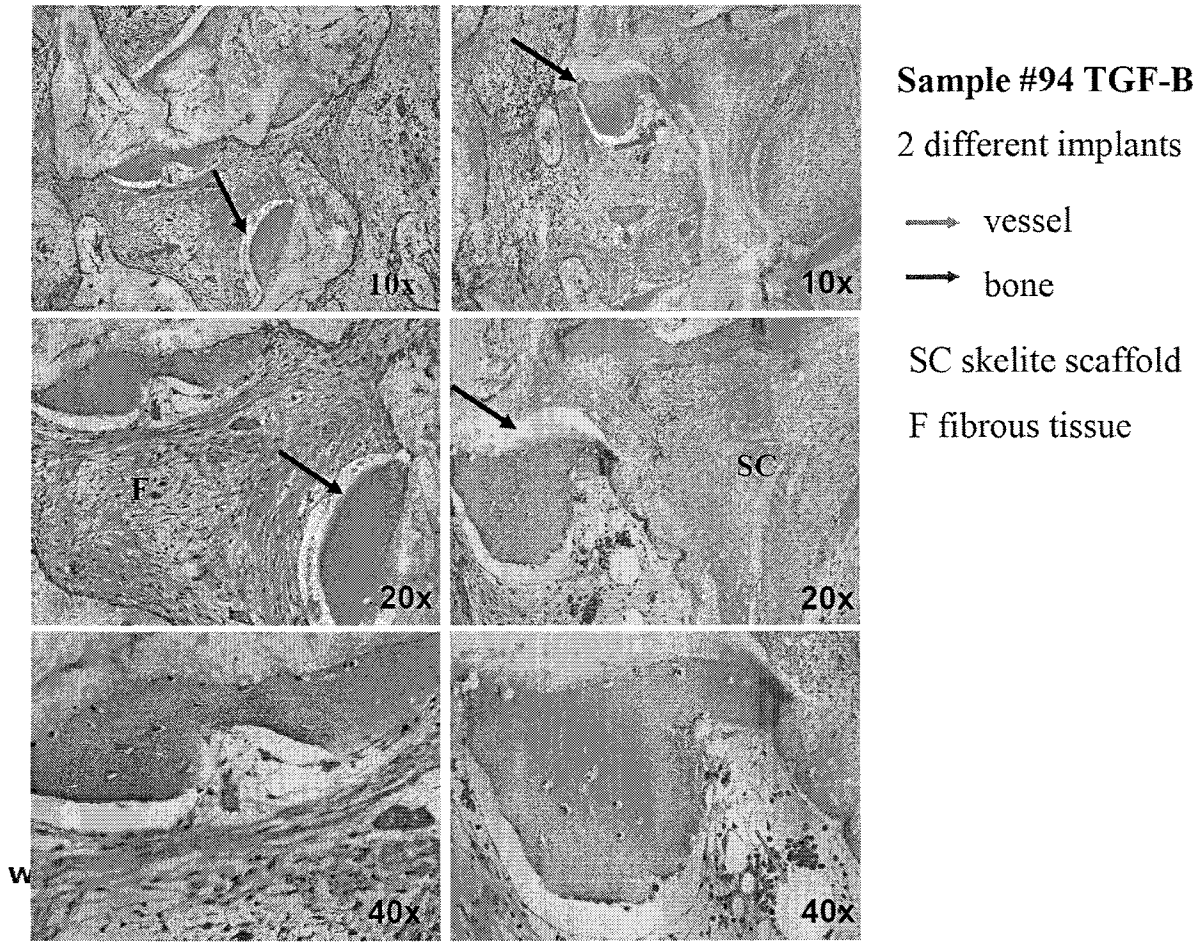 10x
10x
20x
F
20x
SC
40x
w
40x
Sample #94 TGF-B
2 different implants
vessel
bone
SC skelite scaffold
F fibrous tissue